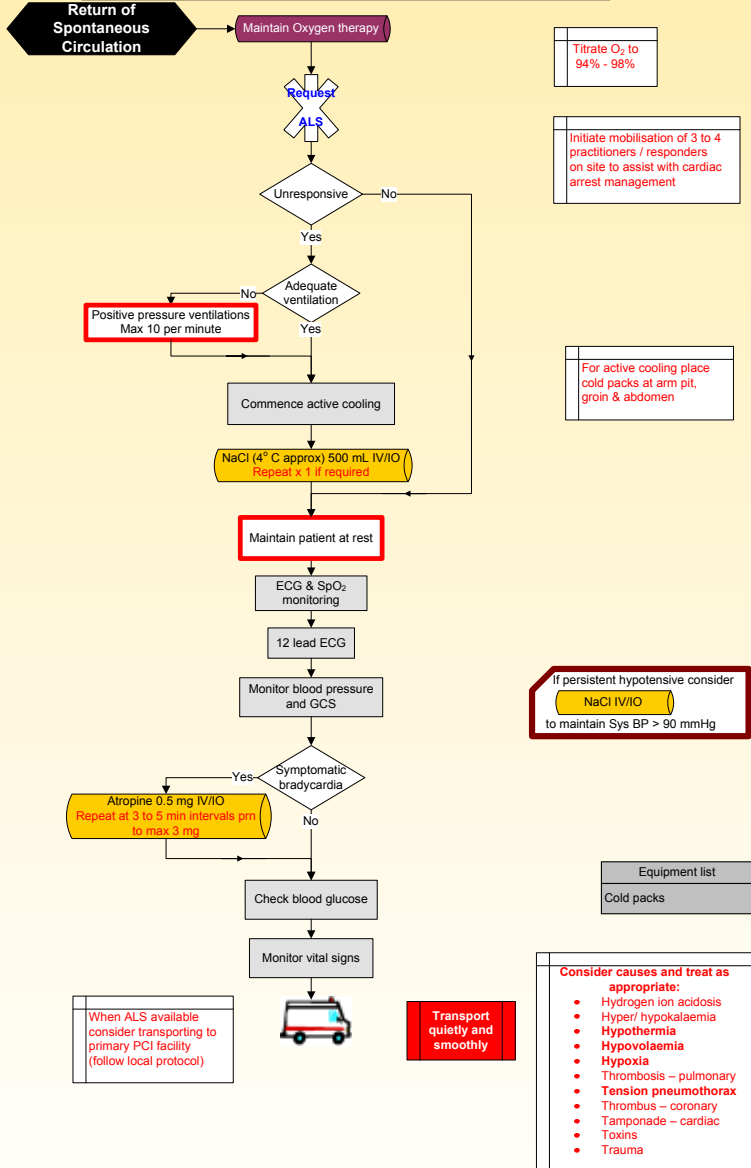 Return of
Spontaneous
Circulation
Maintain Oxygen therapy
Titrate O₂ to
94% - 98%
Request
ALS
Initiate mobilisation of 3 to 4
practitioners / responders
on site to assist with cardiac
arrest management
Unresponsive
No
Yes
Adequate
ventilation
No
Positive pressure ventilations
Max 10 per minute
Yes
For active cooling place
cold packs at arm pit,
groin & abdomen
Commence active cooling
NaCl (4° C approx) 500 mL IV/IO
Repeat x 1 if required
Maintain patient at rest
ECG & SpO₂
monitoring
12 lead ECG
Monitor blood pressure
and GCS
If persistent hypotensive consider
NaCl IV/IO
to maintain Sys BP > 90 mmHg
Symptomatic
bradycardia
Yes
Atropine 0.5 mg IV/IO
Repeat at 3 to 5 min intervals prn
to max 3 mg
No
Equipment list
Cold packs
Check blood glucose
Monitor vital signs
When ALS available
consider transporting to
primary PCI facility
(follow local protocol)
Transport
quietly and
smoothly
Consider causes and treat as
appropriate:
• Hydrogen ion acidosis
• Hyper/ hypokalaemia
• Hypothermia
• Hypovolaemia
• Hypoxia
• Thrombosis – pulmonary
• Tension pneumothorax
• Thrombus – coronary
• Tamponade – cardiac
• Toxins
• Trauma